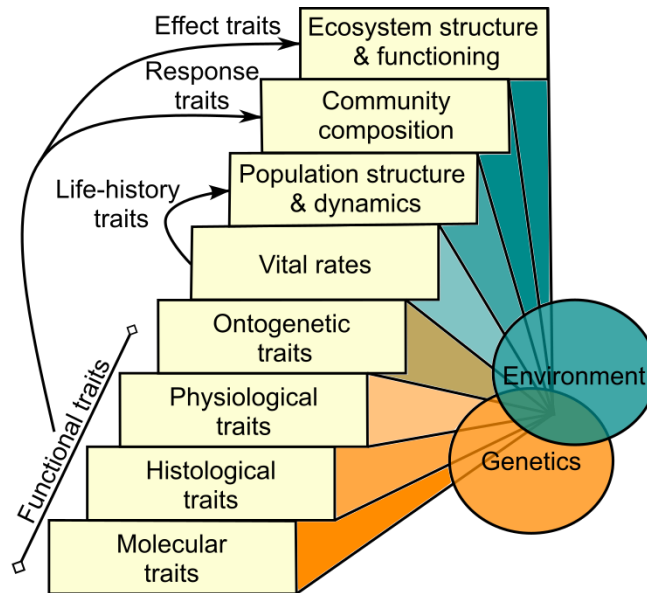 Effect traits
Ecosystem structure
& functioning
Response
traits
Community
composition
Life-history
traits
Population structure
& dynamics
Vital rates
Ontogenetic
traits
Environment
Functional traits
Physiological
traits
Genetics
Histological
traits
Molecular
traits